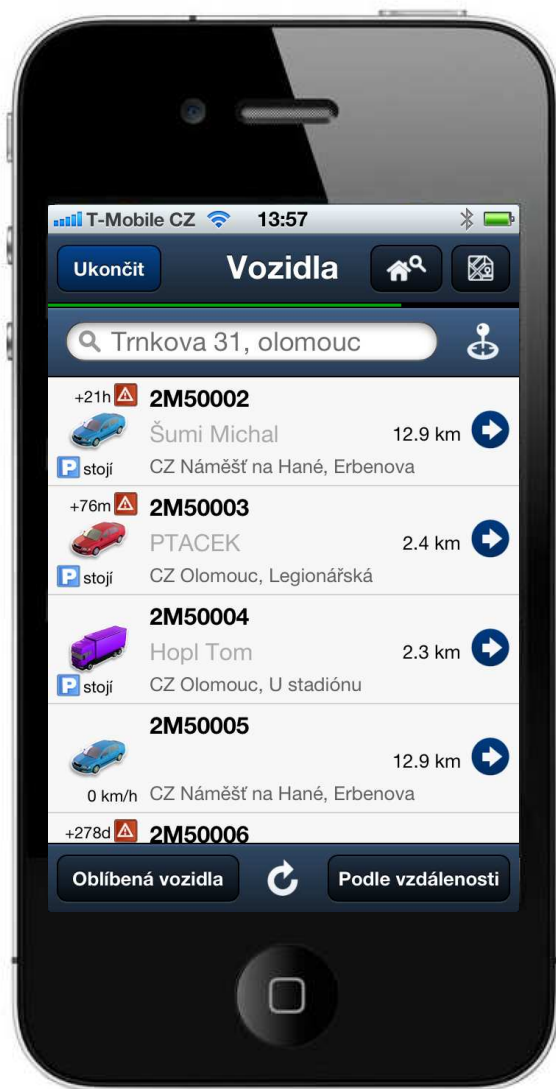 T-Mobile CZ 13:57
Ukončit Vozidla
Trnkova 31, olomouc
+21h 2M50002
Šumi Michal 12.9 km
P stojí CZ Náměšť na Hané, Erbenova
+76m 2M50003
PTACEK 2.4 km
P stojí CZ Olomouc, Legionářská
2M50004
Hopl Tom 2.3 km
P stojí CZ Olomouc, U stadiónu
2M50005
12.9 km
0 km/h CZ Náměšť na Hané, Erbenova
+278d 2M50006
Oblíbená vozidla Podle vzdálenosti